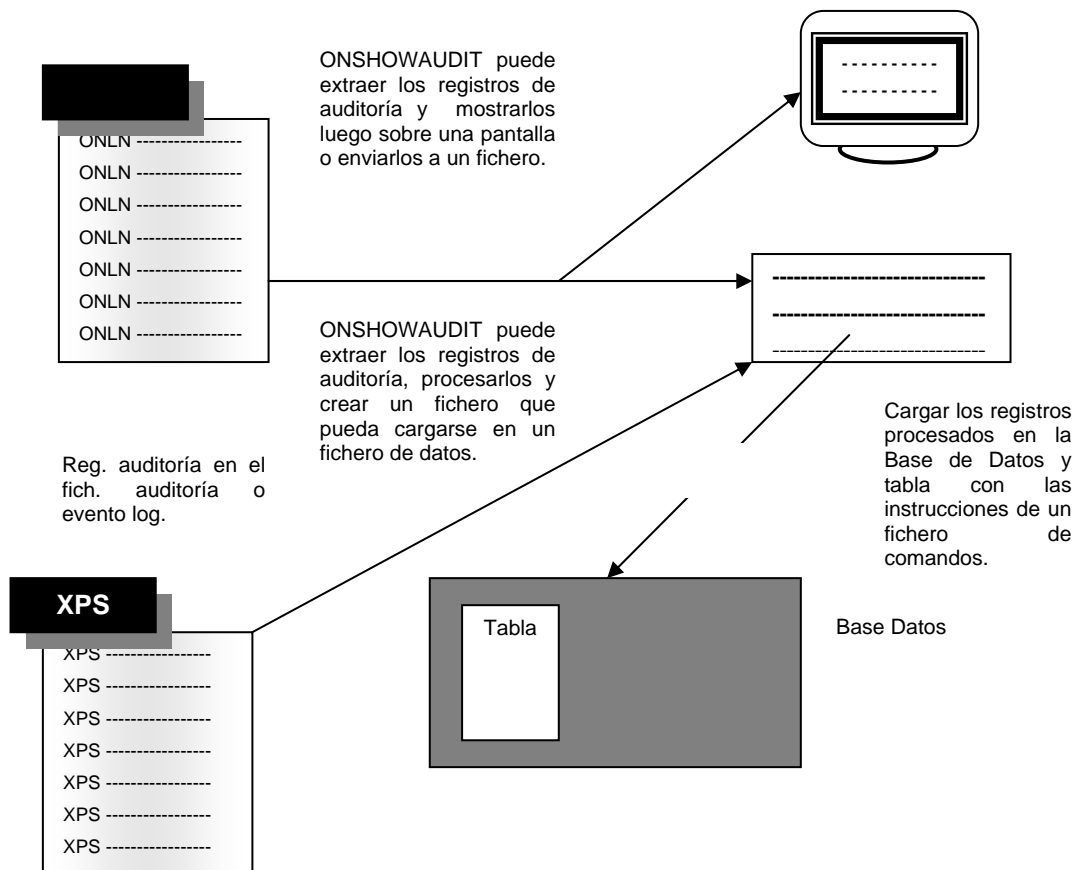 ONSHOWAUDIT puede
extraer los registros de
auditoría y mostrarlos
luego sobre una pantalla
o enviarlos a un fichero.
ONLN -----------------
ONLN -----------------
ONLN -----------------
ONLN -----------------
ONLN -----------------
ONLN -----------------
ONLN -----------------
ONSHOWAUDIT puede
extraer los registros de
auditoría, procesarlos y
crear un fichero que
pueda cargarse en un
fichero de datos.
Reg. auditoría en el
fich. auditoría o
evento log.
Cargar los registros
procesados en la
Base de Datos y
tabla con las
instrucciones de un
fichero de
comandos.
XPS
XPS -----------------
XPS -----------------
XPS -----------------
XPS -----------------
XPS -----------------
XPS -----------------
XPS -----------------
Tabla
Base Datos